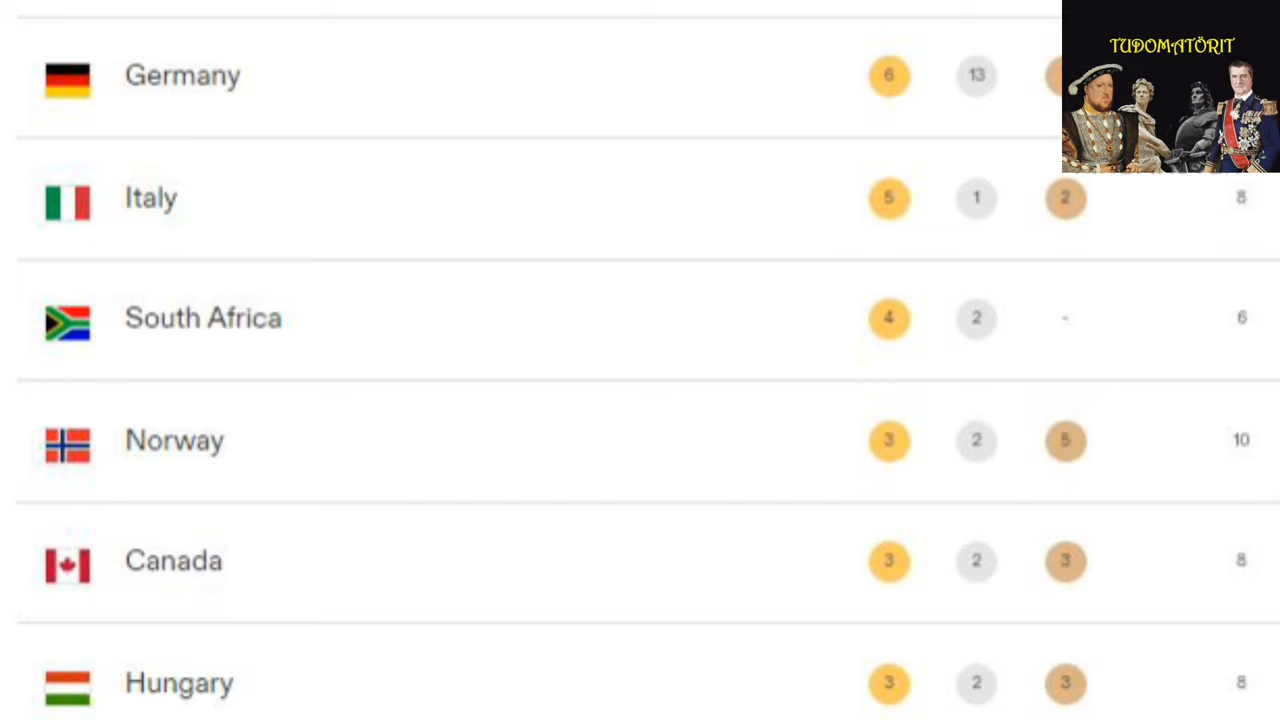 TUDOMATÖRIT
Germany 6 13
Italy 5 1 2 8
South Africa 4 2 - 6
Norway 3 2 5 10
Canada 3 2 3 8
Hungary 3 2 3 8